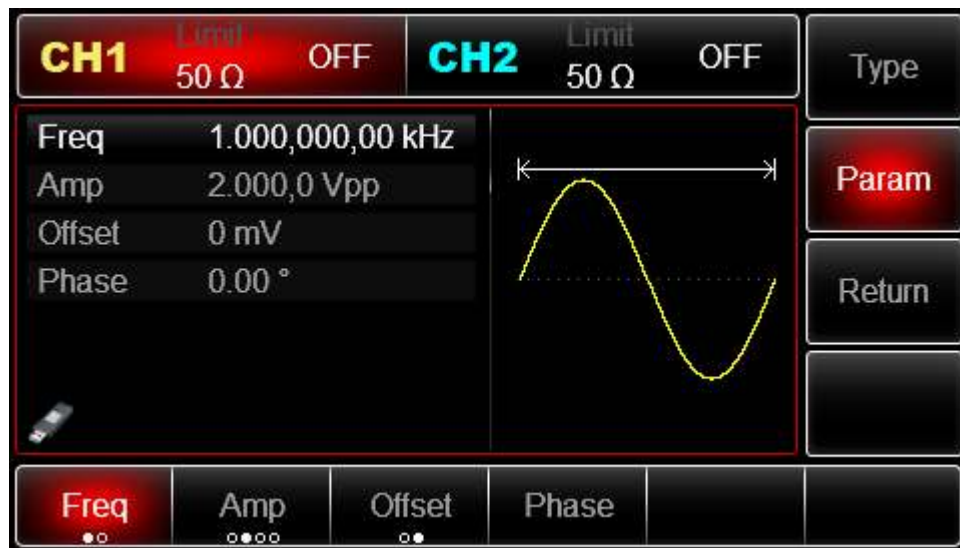 CH1 Limit 50 Ω OFF
CH2 Limit 50 Ω OFF
Type
Freq 1.000,000,00 kHz
Amp 2.000,0 Vpp
Offset 0 mV
Phase 0.00 °
Param
Return
Freq Amp Offset Phase